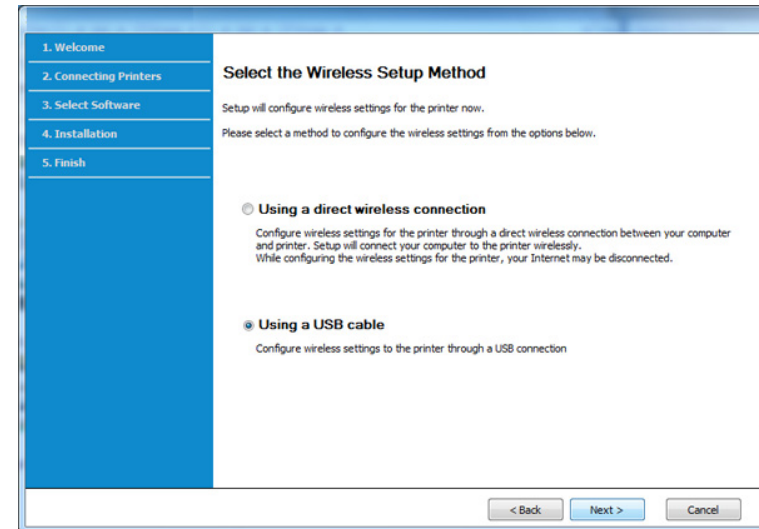 1. Welcome
2. Connecting Printers
3. Select Software
4. Installation
5. Finish
Select the Wireless Setup Method
Setup will configure wireless settings for the printer now.
Please select a method to configure the wireless settings from the options below.
Using a direct wireless connection
Configure wireless settings for the printer through a direct wireless connection between your computer
and printer. Setup will connect your computer to the printer wirelessly.
While configuring the wireless settings for the printer, your Internet may be disconnected.
Using a USB cable
Configure wireless settings to the printer through a USB connection
< Back Next > Cancel